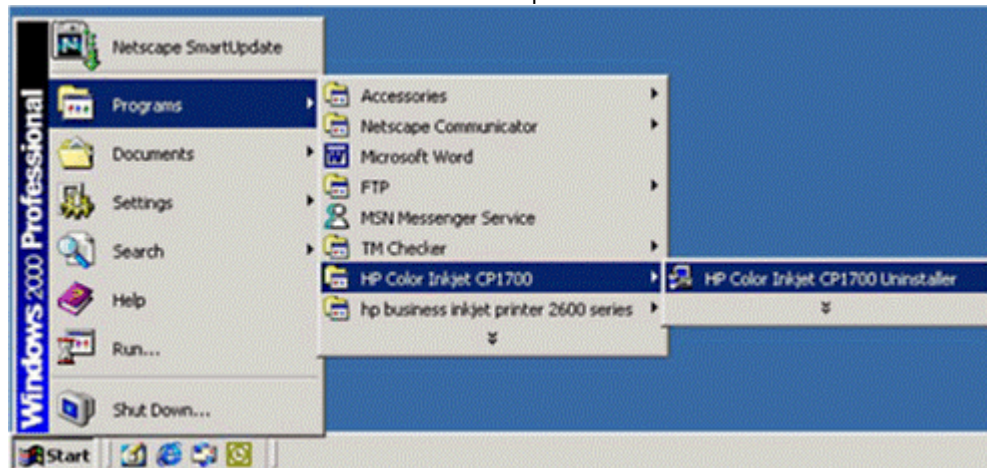 Windows 2000 Professional
Netscape SmartUpdate
Programs
Documents
Settings
Search
Help
Run...
Shut Down...
Accessories
Netscape Communicator
Microsoft Word
FTP
MSN Messenger Service
TM Checker
HP Color Inkjet CP1700
hp business inkjet printer 2600 series
HP Color Inkjet CP1700 Uninstaller
Start